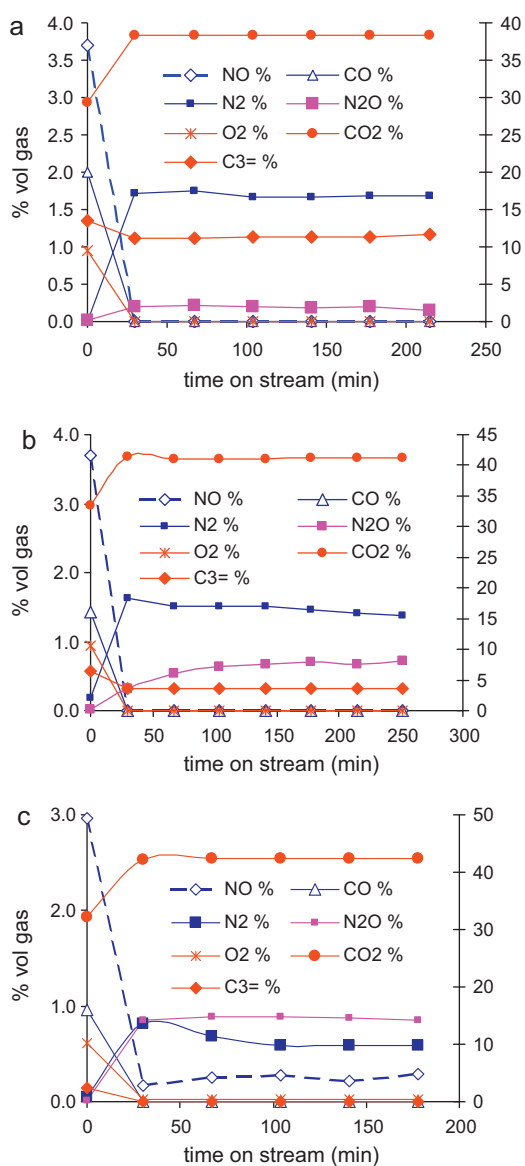 a
4.0 40
3.5 35
NO % CO %
3.0 30
N2 % N2O %
2.5 25
O2 % CO2 %
2.0 20
C3= %
1.5 15
1.0 10
0.5 5
0.0 0
% vol gas
0 50 100 150 200 250
time on stream (min)
b
4.0 45
40
35
3.0 NO % CO %
30
N2 % N2O %
25
2.0 O2 % CO2 %
20
C3= %
15
1.0 10
5
0.0 0
% vol gas
0 50 100 150 200 250 300
time on stream (min)
c
3.0 50
40
NO % CO %
2.0 N2 % N2O % 30
O2 % CO2 %
20
C3= %
1.0
10
0.0 0
% vol gas
0 50 100 150 200
time on stream (min)